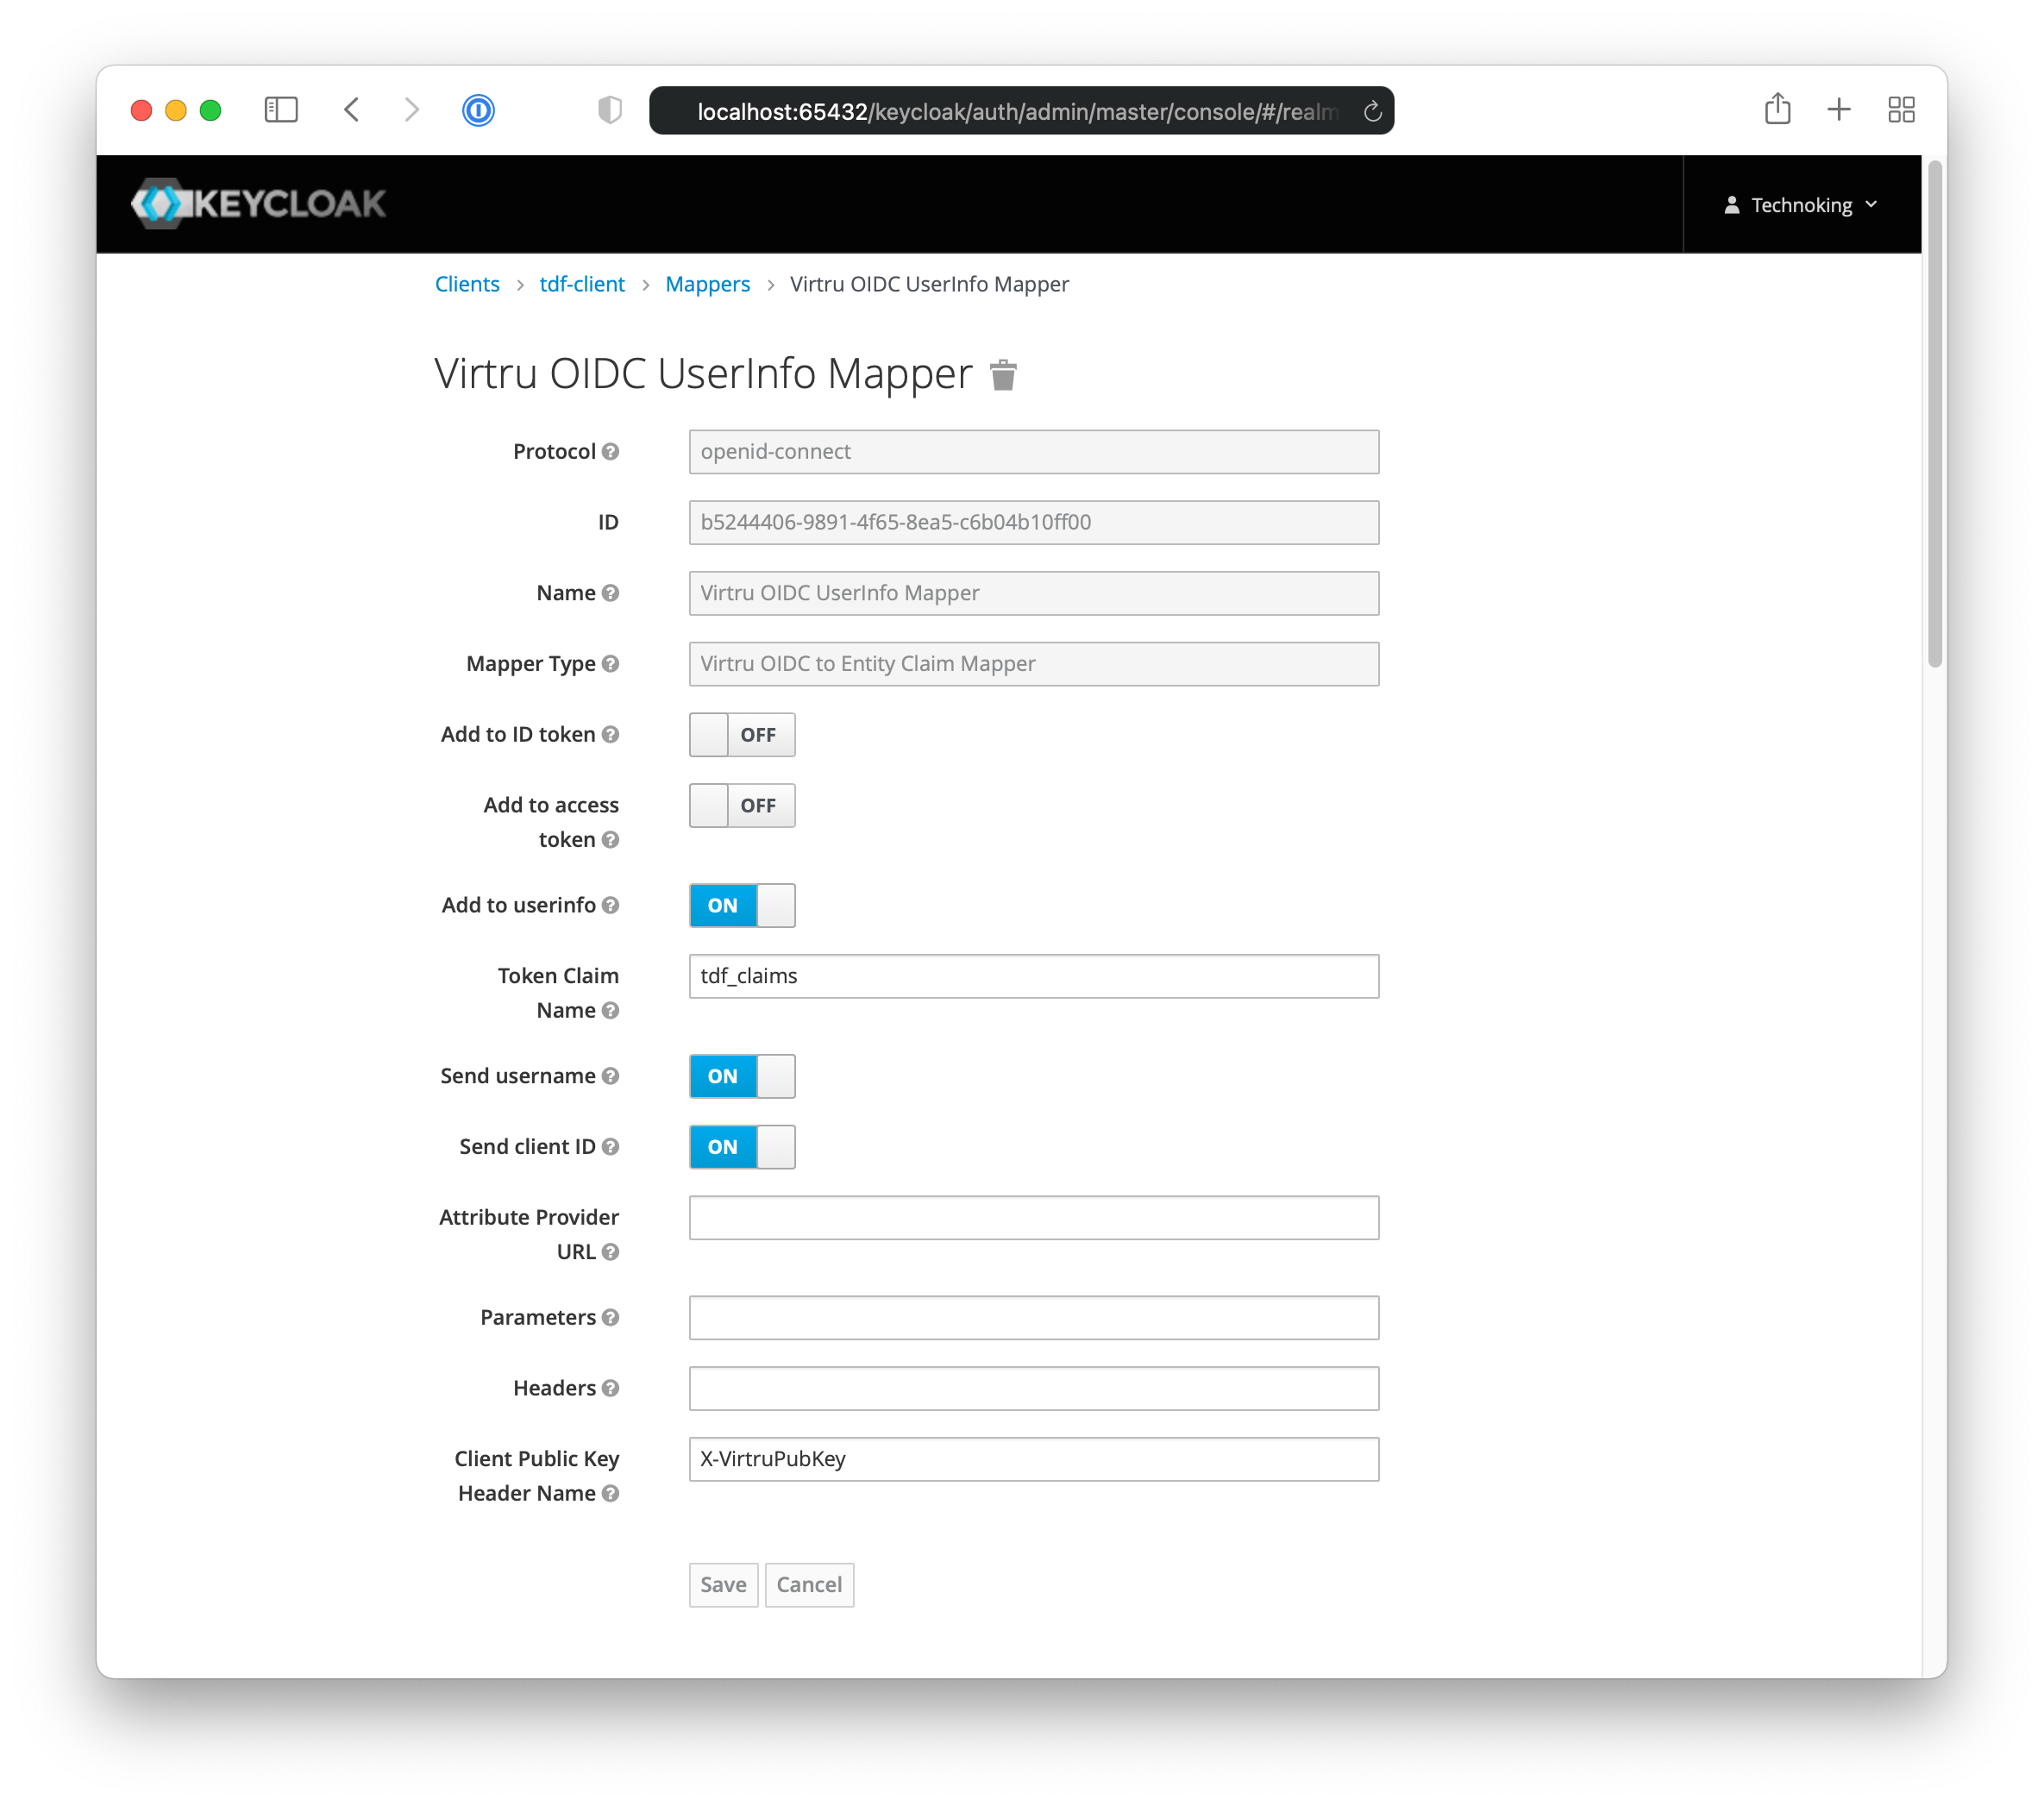 localhost:65432/keycloak/auth/admin/master/console/#/realm
KEYCLOAK
Technoking
Clients > tdf-client > Mappers > Virtru OIDC UserInfo Mapper
Virtru OIDC UserInfo Mapper
Protocol openid-connect
ID b5244406-9891-4f65-8ea5-c6b04b10ff00
Name Virtru OIDC UserInfo Mapper
Mapper Type Virtru OIDC to Entity Claim Mapper
Add to ID token OFF
Add to access OFF
token
Add to userinfo ON
Token Claim tdf_claims
Name
Send username ON
Send client ID ON
Attribute Provider
URL
Parameters
Headers
Client Public Key X-VirtruPubKey
Header Name
Save Cancel